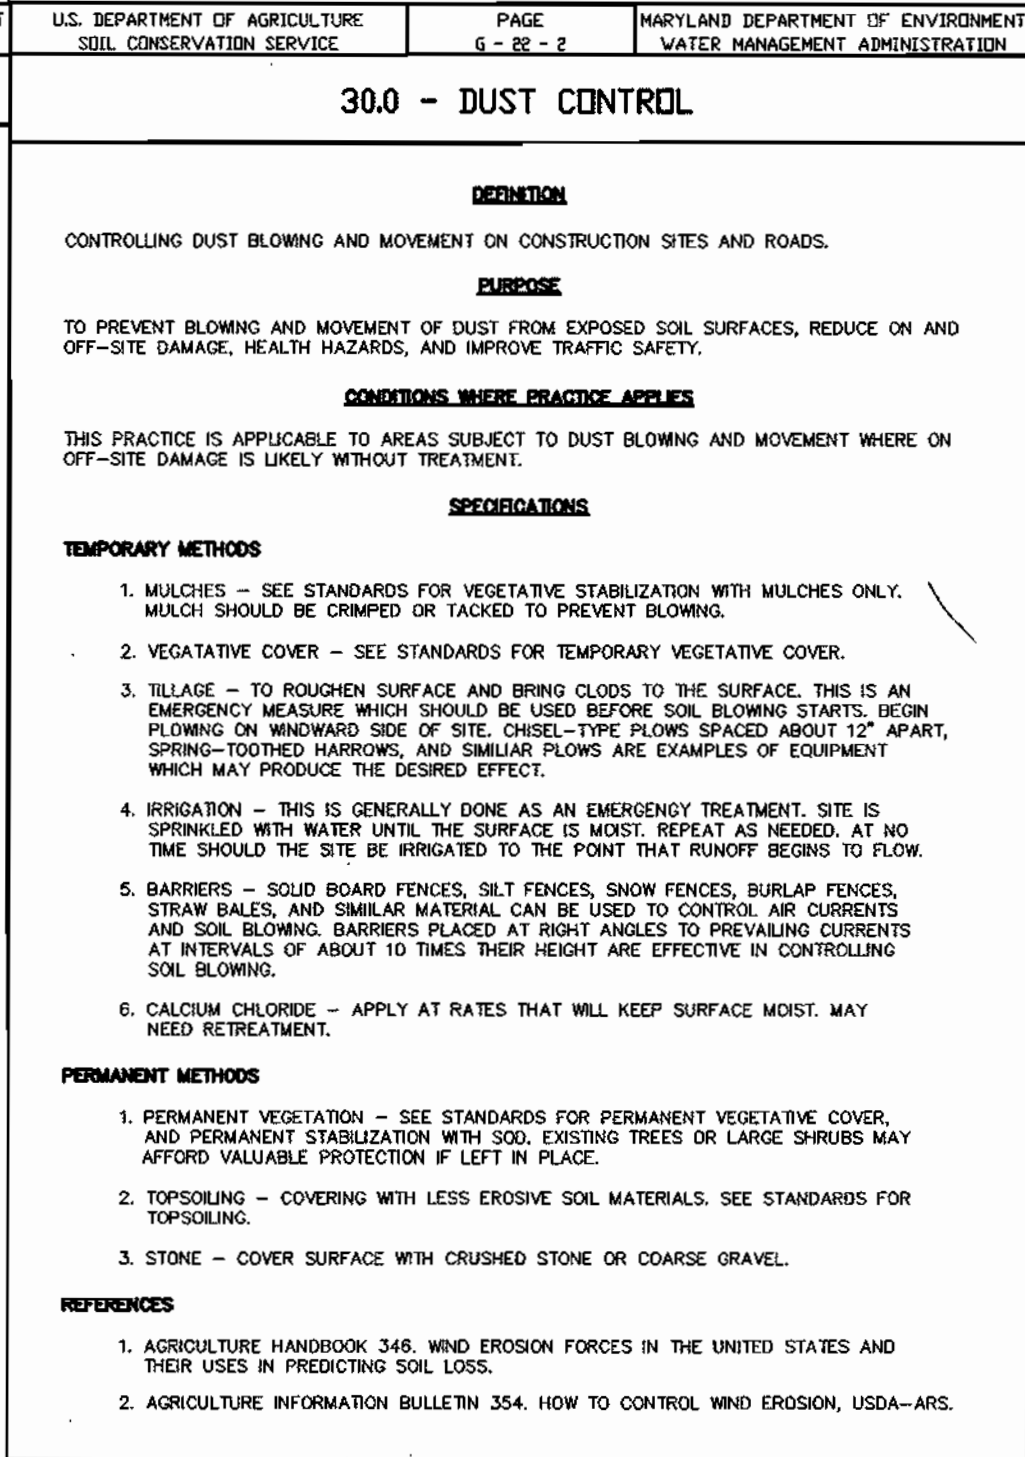 T
U.S. DEPARTMENT OF AGRICULTURE
SOIL CONSERVATION SERVICE
PAGE
G - 22 - 2
MARYLAND DEPARTMENT OF ENVIRONMENT
WATER MANAGEMENT ADMINISTRATION
30.0 - DUST CONTROL
DEFINITION
CONTROLLING DUST BLOWING AND MOVEMENT ON CONSTRUCTION SITES AND ROADS.
PURPOSE
TO PREVENT BLOWING AND MOVEMENT OF DUST FROM EXPOSED SOIL SURFACES, REDUCE ON AND
OFF-SITE DAMAGE, HEALTH HAZARDS, AND IMPROVE TRAFFIC SAFETY.
CONDITIONS WHERE PRACTICE APPLIES
THIS PRACTICE IS APPLICABLE TO AREAS SUBJECT TO DUST BLOWING AND MOVEMENT WHERE ON
OFF-SITE DAMAGE IS LIKELY WITHOUT TREATMENT.
SPECIFICATIONS
TEMPORARY METHODS
1. MULCHES - SEE STANDARDS FOR VEGETATIVE STABILIZATION WITH MULCHES ONLY.
MULCH SHOULD BE CRIMPED OR TACKED TO PREVENT BLOWING.
2. VEGATATIVE COVER - SEE STANDARDS FOR TEMPORARY VEGETATIVE COVER.
3. TILLAGE - TO ROUGHEN SURFACE AND BRING CLODS TO THE SURFACE. THIS IS AN
EMERGENCY MEASURE WHICH SHOULD BE USED BEFORE SOIL BLOWING STARTS. BEGIN
PLOWING ON WINDWARD SIDE OF SITE. CHISEL-TYPE PLOWS SPACED ABOUT 12" APART,
SPRING-TOOTHED HARROWS, AND SIMILIAR PLOWS ARE EXAMPLES OF EQUIPMENT
WHICH MAY PRODUCE THE DESIRED EFFECT.
4. IRRIGATION - THIS IS GENERALLY DONE AS AN EMERGENCY TREATMENT. SITE IS
SPRINKLED WITH WATER UNTIL THE SURFACE IS MOIST. REPEAT AS NEEDED. AT NO
TIME SHOULD THE SITE BE IRRIGATED TO THE POINT THAT RUNOFF BEGINS TO FLOW.
5. BARRIERS - SOLID BOARD FENCES, SILT FENCES, SNOW FENCES, BURLAP FENCES,
STRAW BALES, AND SIMIILAR MATERIAL CAN BE USED TO CONTROL AIR CURRENTS
AND SOIL BLOWING. BARRIERS PLACED AT RIGHT ANGLES TO PREVAILING CURRENTS
AT INTERVALS OF ABOUT 10 TIMES THEIR HEIGHT ARE EFFECTIVE IN CONTROLLING
SOIL BLOWING.
6. CALCIUM CHLORIDE - APPLY AT RATES THAT WILL KEEP SURFACE MOIST. MAY
NEED RETREATMENT.
PERMANENT METHODS
1. PERMANENT VEGETATION - SEE STANDARDS FOR PERMANENT VEGETATIVE COVER,
AND PERMANENT STABILIZATION WITH SOD. EXISTING TREES OR LARGE SHRUBS MAY
AFFORD VALUABLE PROTECTION IF LEFT IN PLACE.
2. TOPSOILING - COVERING WITH LESS EROSIVE SOIL MATERIALS. SEE STANDARDS FOR
TOPSOILING.
3. STONE - COVER SURFACE WITH CRUSHED STONE OR COARSE GRAVEL.
REFERENCES
1. AGRICULTURE HANDBOOK 346. WIND EROSION FORCES IN THE UNITED STATES AND
THEIR USES IN PREDICTING SOIL LOSS.
2. AGRICULTURE INFORMATION BULLETIN 354. HOW TO CONTROL WIND EROSION, USDA-ARS.